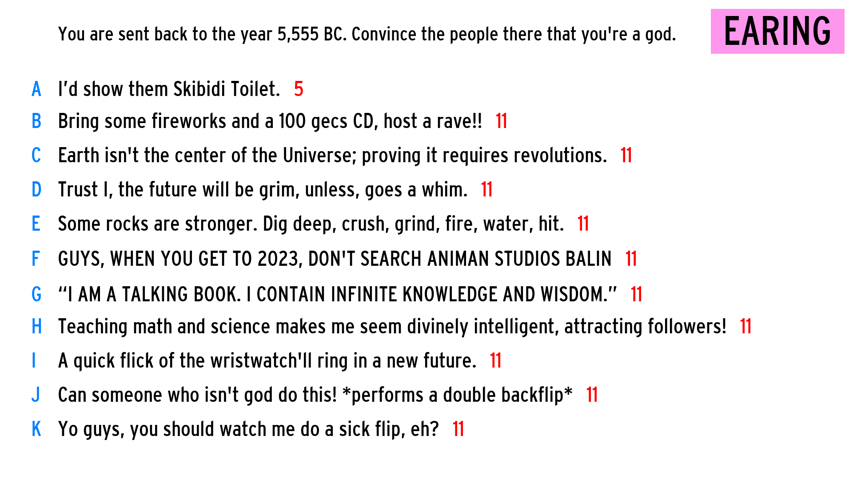 You are sent back to the year 5,555 BC. Convince the people there that you're a god.
EARING
A I'd show them Skibidi Toilet. 5
B Bring some fireworks and a 100 gecs CD, host a rave!! 11
C Earth isn't the center of the Universe; proving it requires revolutions. 11
D Trust I, the future will be grim, unless, goes a whim. 11
E Some rocks are stronger. Dig deep, crush, grind, fire, water, hit. 11
F GUYS, WHEN YOU GET TO 2023, DON'T SEARCH ANIMAN STUDIOS BALIN 11
G “I AM A TALKING BOOK. I CONTAIN INFINITE KNOWLEDGE AND WISDOM.” 11
H Teaching math and science makes me seem divinely intelligent, attracting followers! 11
I A quick flick of the wristwatch'll ring in a new future. 11
J Can someone who isn't god do this! *performs a double backflip* 11
K Yo guys, you should watch me do a sick flip, eh? 11